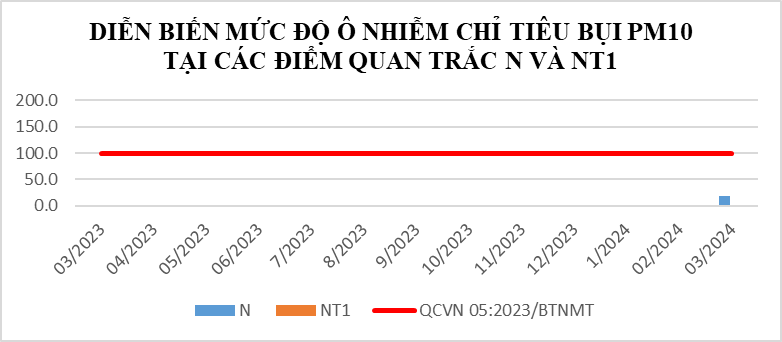 DIỄN BIẾN MỨC ĐỘ Ô NHIỄM CHỈ TIÊU BỤI PM10
TẠI CÁC ĐIỂM QUAN TRẮC N VÀ NT1
200.0
150.0
100.0
50.0
0.0
03/2023 04/2023 05/2023 06/2023 7/2023 8/2023 9/2023 10/2023 11/2023 12/2023 1/2024 02/2024 03/2024
N NT1 QCVN 05:2023/BTNMT